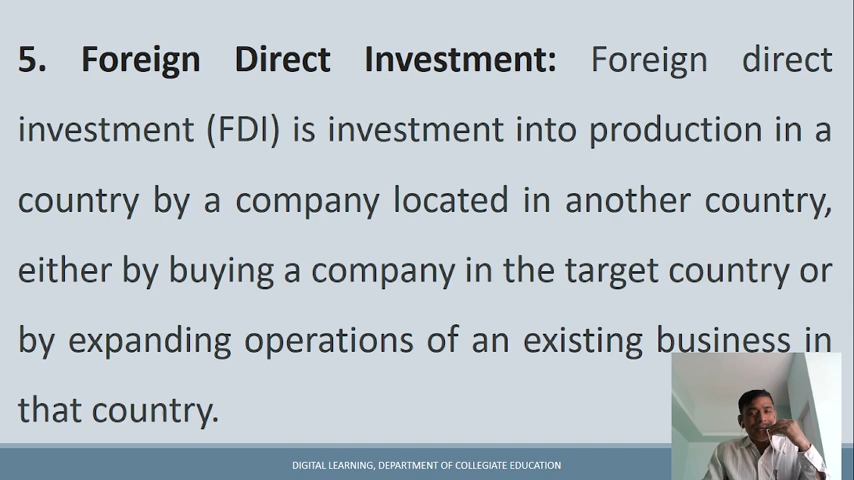 5. Foreign Direct Investment: Foreign direct
investment (FDI) is investment into production in a
country by a company located in another country,
either by buying a company in the target country or
by expanding operations of an existing business in
that country.
DIGITAL LEARNING, DEPARTMENT OF COLLEGIATE EDUCATION